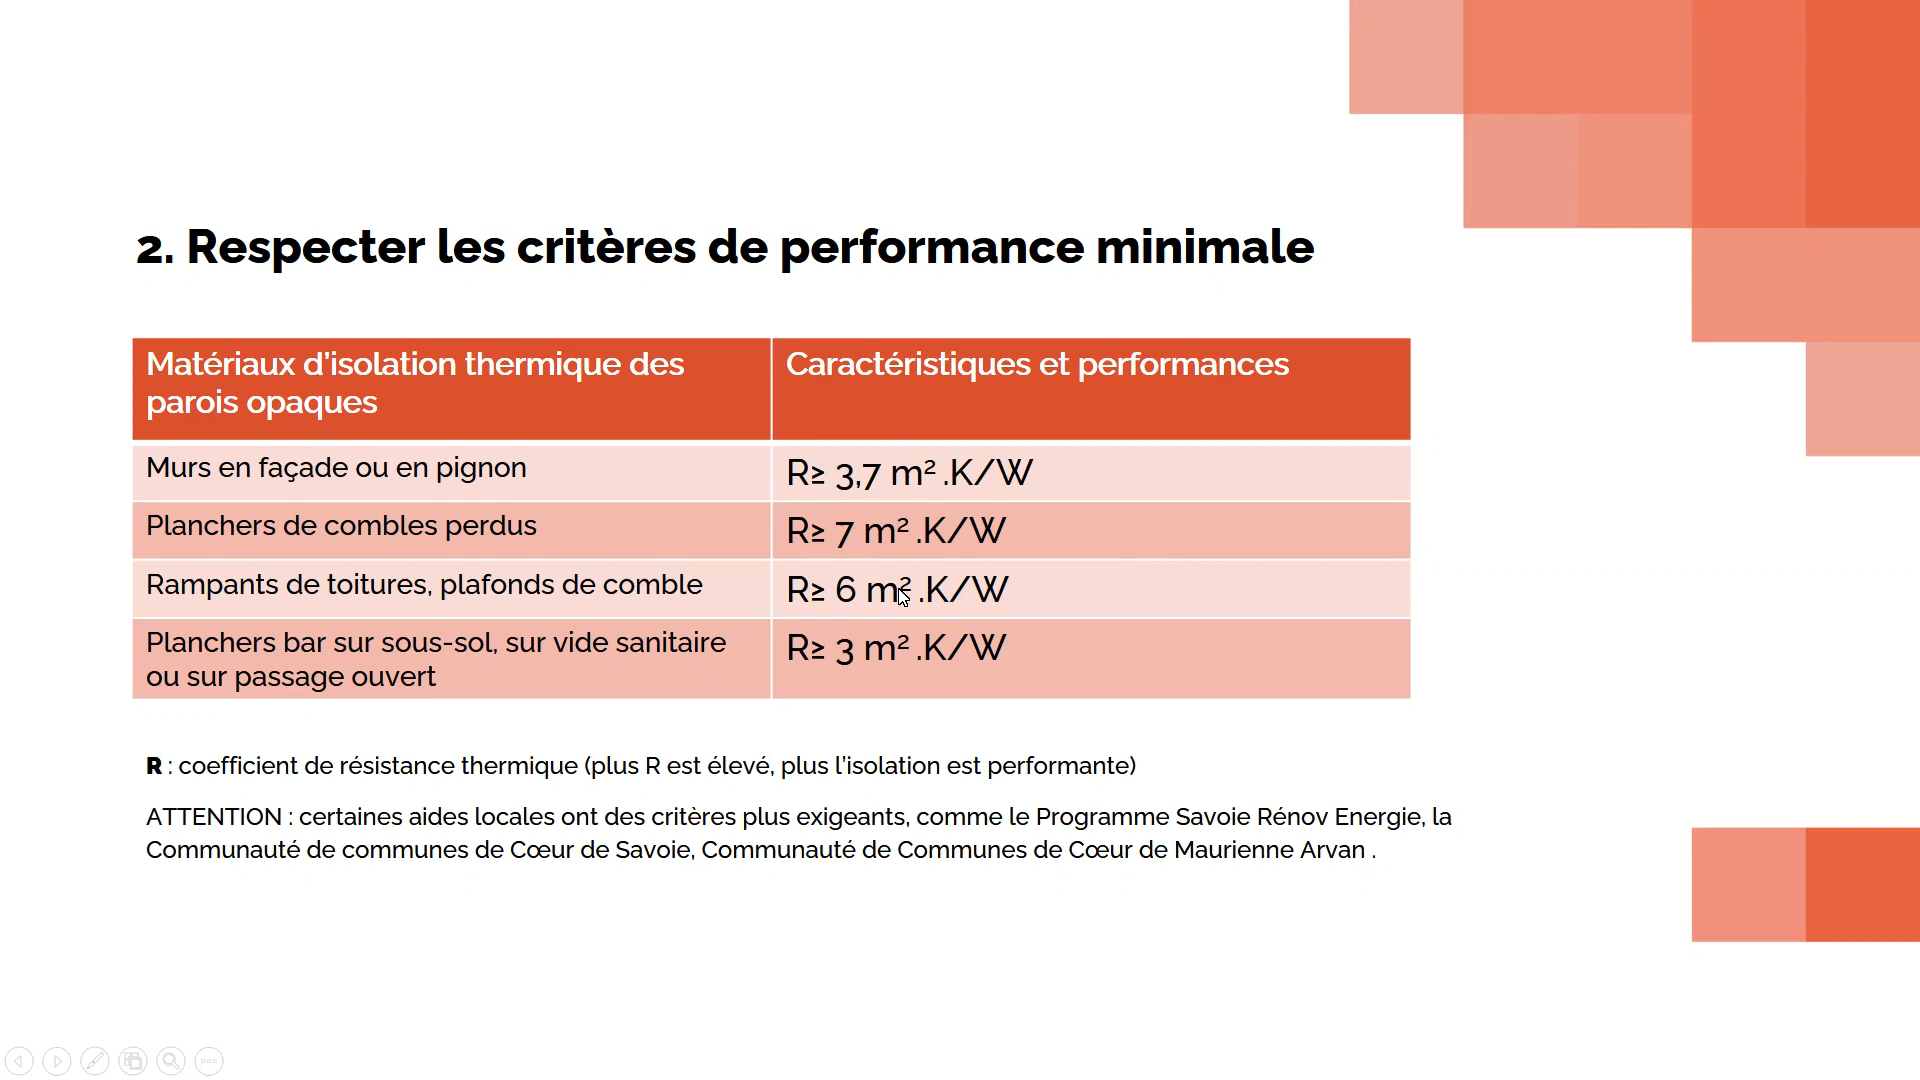 2. Respecter les critères de performance minimale
Matériaux d’isolation thermique des
parois opaques
Caractéristiques et performances
Murs en façade ou en pignon
R≥ 3,7 m² .K/W
Planchers de combles perdus
R≥ 7 m² .K/W
Rampants de toitures, plafonds de comble
R≥ 6 m² .K/W
Planchers bar sur sous-sol, sur vide sanitaire
ou sur passage ouvert
R≥ 3 m² .K/W
R : coefficient de résistance thermique (plus R est élevé, plus l’isolation est performante)
ATTENTION : certaines aides locales ont des critères plus exigeants, comme le Programme Savoie Rénov Energie, la
Communauté de communes de Cœur de Savoie, Communauté de Communes de Cœur de Maurienne Arvan .